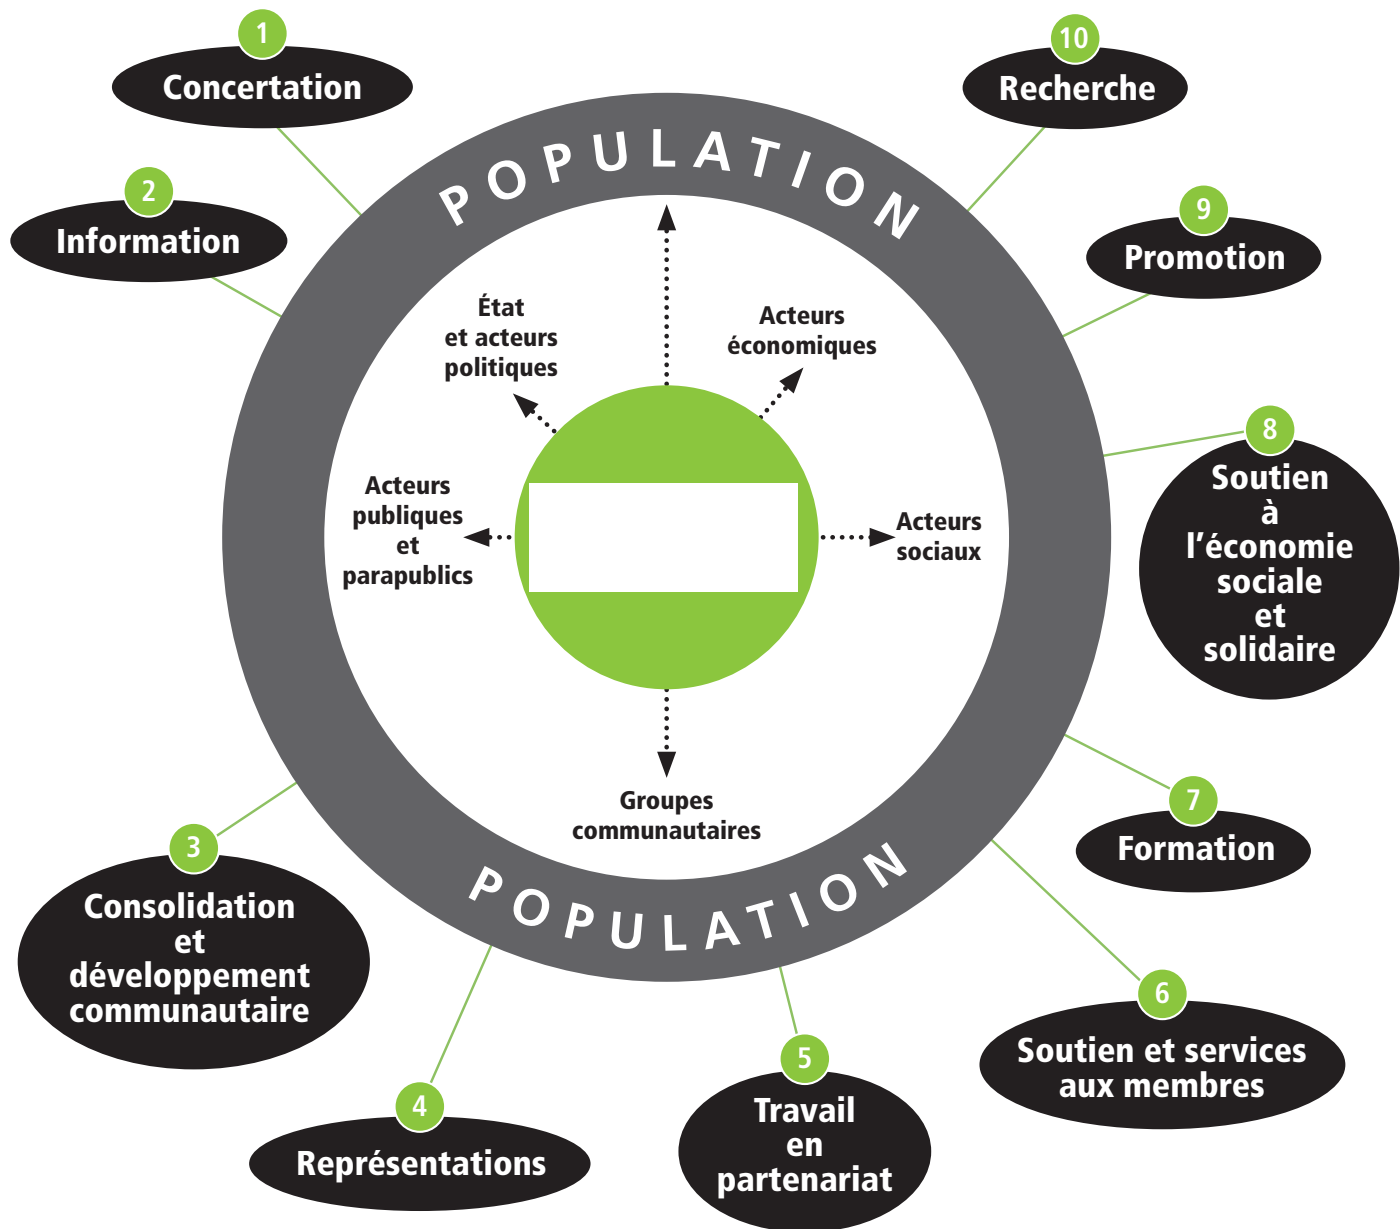 1
Concertation
10
Recherche
2
Information
9
Promotion
POPULATION
État
et acteurs
politiques
Acteurs
économiques
Acteurs
publiques
et
parapublics
Acteurs
sociaux
Groupes
communautaires
POPULATION
8
Soutien
à
l'économie
sociale
et
solidaire
7
Formation
3
Consolidation
et
développement
communautaire
6
Soutien et services
aux membres
5
Travail
en
partenariat
4
Représentations